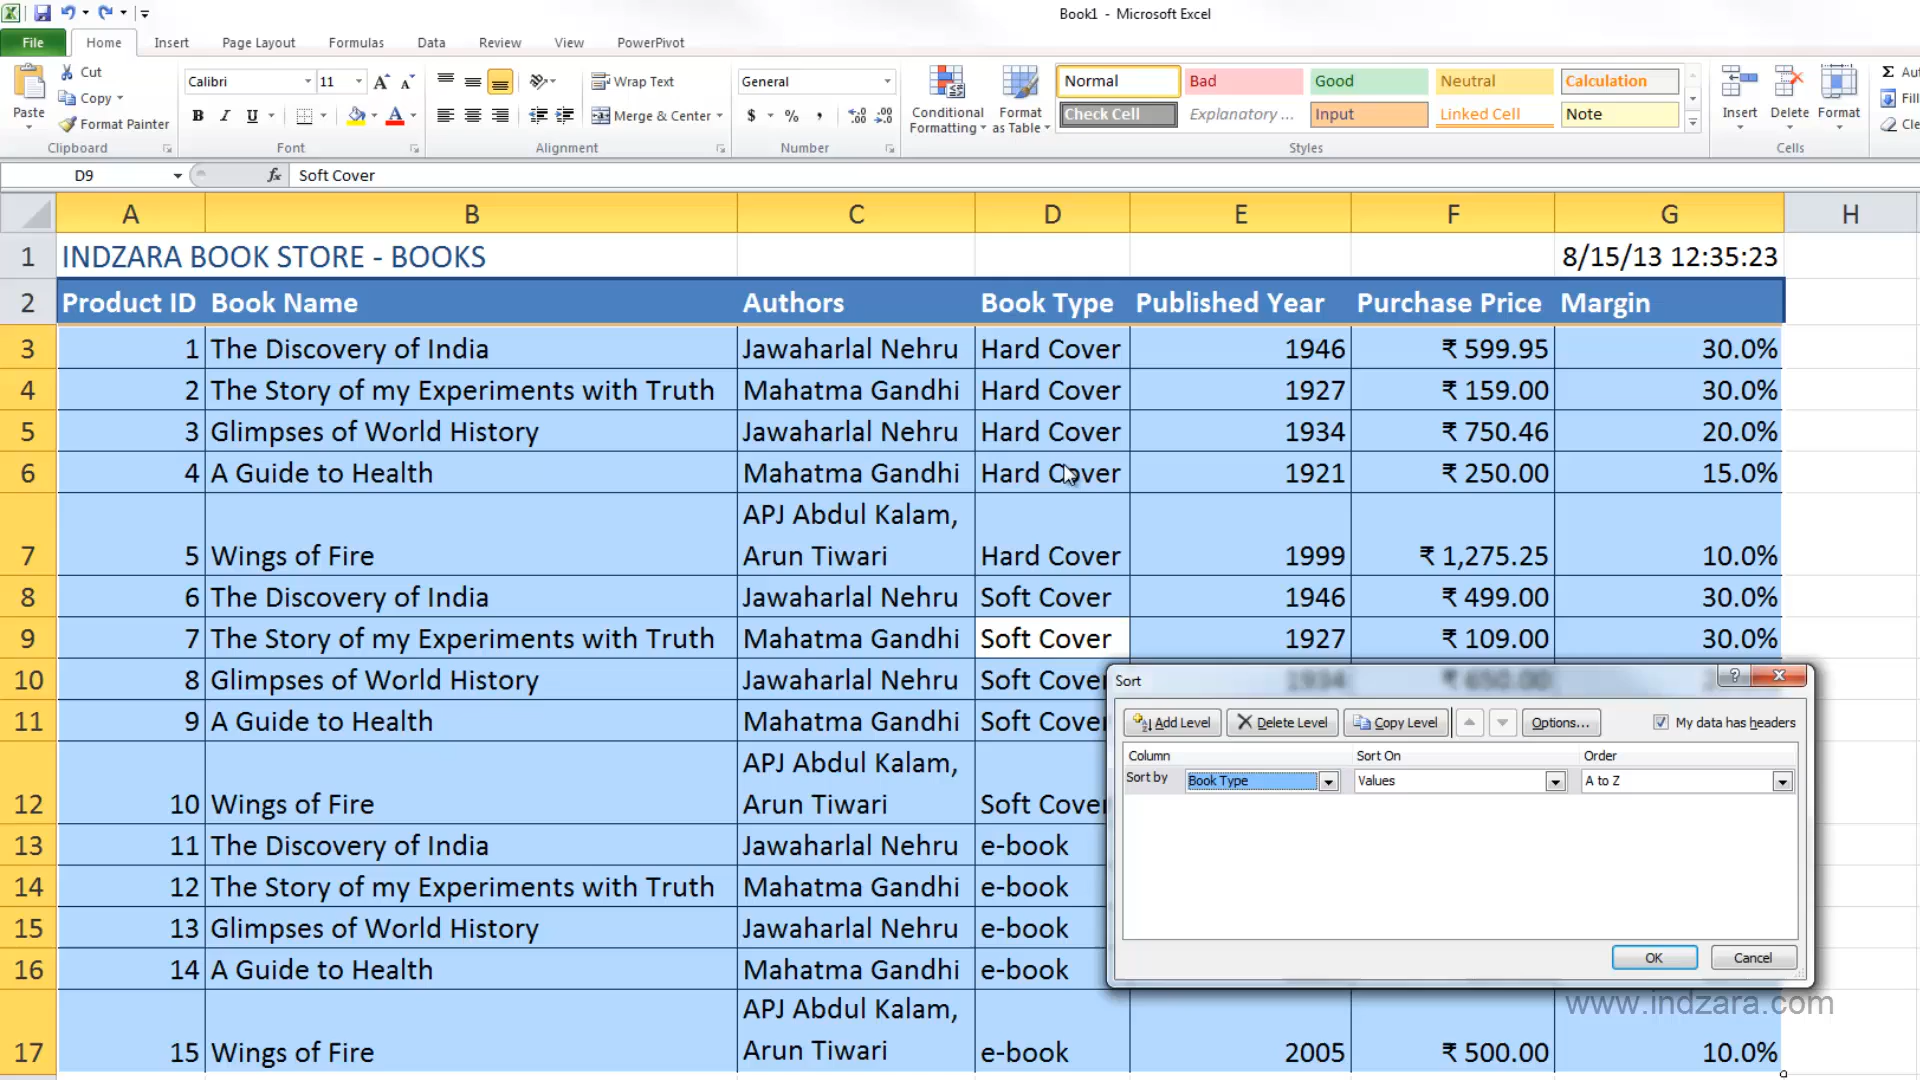 Book1 - Microsoft Excel
File Home Insert Page Layout Formulas Data Review View PowerPivot
Paste
Cut
Copy
Format Painter
Clipboard
Calibri 11
B I U
Font
Wrap Text
Merge & Center
Alignment
General
$ % ,
Number
Conditional Formatting
Format as Table
Normal Bad Good Neutral Calculation
Check Cell Explanatory ... Input Linked Cell Note
Styles
Insert Delete Format
Cells
Σ Aut
Fill
Cle
D9 fx Soft Cover
A B C D E F G H
1 INDZARA BOOK STORE - BOOKS 8/15/13 12:35:23
2 Product ID Book Name Authors Book Type Published Year Purchase Price Margin
3 1 The Discovery of India Jawaharlal Nehru Hard Cover 1946 ₹ 599.95 30.0%
4 2 The Story of my Experiments with Truth Mahatma Gandhi Hard Cover 1927 ₹ 159.00 30.0%
5 3 Glimpses of World History Jawaharlal Nehru Hard Cover 1934 ₹ 750.46 20.0%
6 4 A Guide to Health Mahatma Gandhi Hard Cover 1921 ₹ 250.00 15.0%
APJ Abdul Kalam,
7 5 Wings of Fire Arun Tiwari Hard Cover 1999 ₹ 1,275.25 10.0%
8 6 The Discovery of India Jawaharlal Nehru Soft Cover 1946 ₹ 499.00 30.0%
9 7 The Story of my Experiments with Truth Mahatma Gandhi Soft Cover 1927 ₹ 109.00 30.0%
10 8 Glimpses of World History Jawaharlal Nehru Soft Cover 1934 ₹ 650.00
11 9 A Guide to Health Mahatma Gandhi Soft Cover
APJ Abdul Kalam,
12 10 Wings of Fire Arun Tiwari Soft Cover
13 11 The Discovery of India Jawaharlal Nehru e-book
14 12 The Story of my Experiments with Truth Mahatma Gandhi e-book
15 13 Glimpses of World History Jawaharlal Nehru e-book
16 14 A Guide to Health Mahatma Gandhi e-book
APJ Abdul Kalam,
17 15 Wings of Fire Arun Tiwari e-book 2005 ₹ 500.00 10.0%
Sort
Add Level Delete Level Copy Level Options... My data has headers
Column Sort On Order
Sort by Book Type Values A to Z
OK Cancel
www.indzara.com